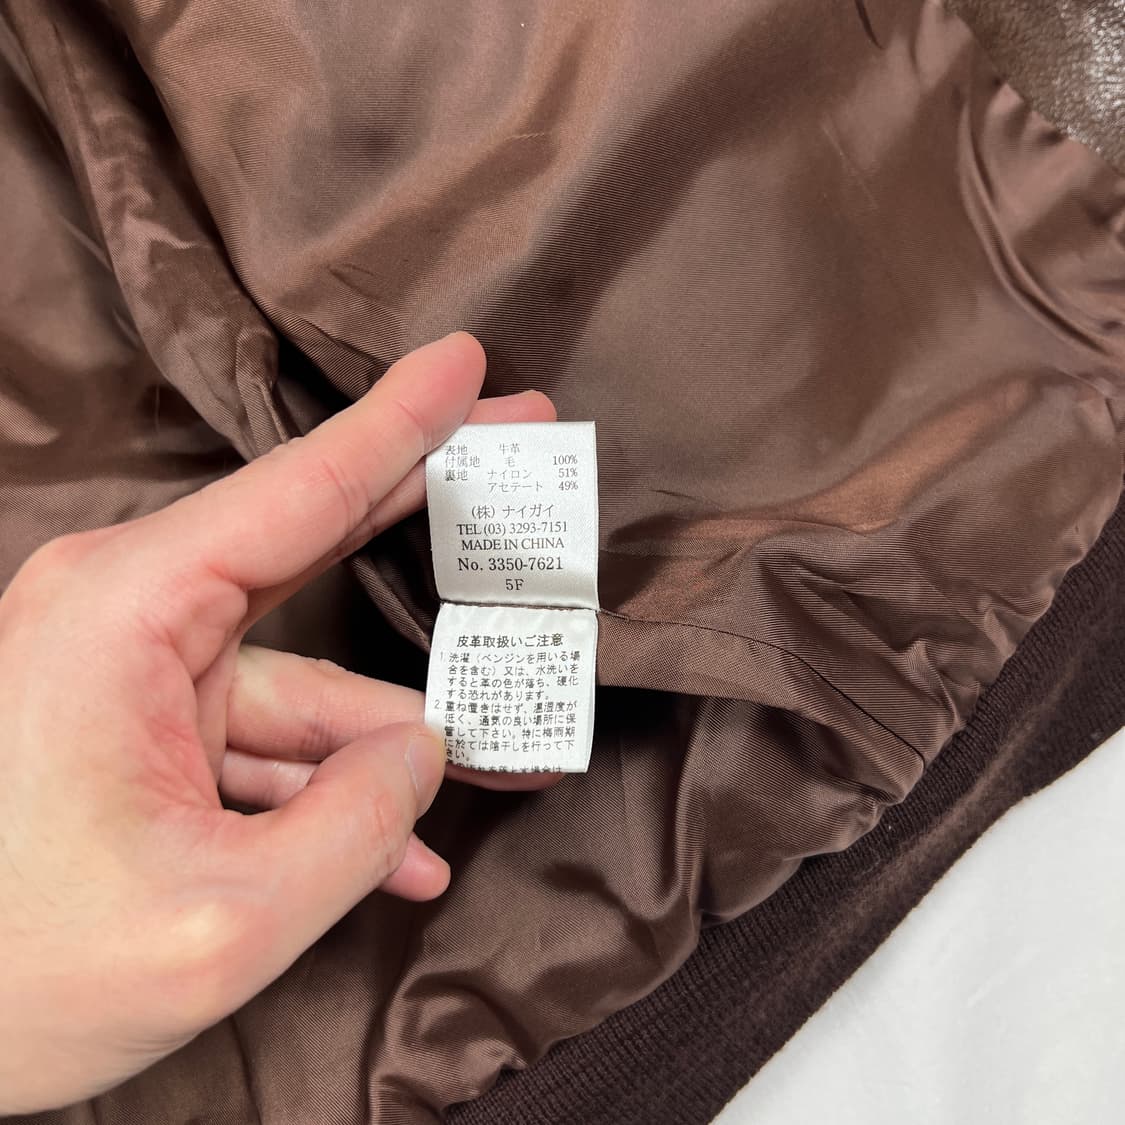 表地 牛革
付属地 毛 100%
裏地 ナイロン 51%
アセテート 49%
(株) ナイガイ
TEL (03) 3293-7151
MADE IN CHINA
No. 3350-7621
5F
皮革取扱いご注意
1. 洗濯 (ベンジンを用いる場
合を含む) 又は、水洗いを
すると革の色が落ち、硬化
する恐れがあります。
2. 重ね置きはせず、温湿度が
低く、通気の良い場所に保
管して下さい。特に梅雨期
に於ては陰干しを行って下
さい。